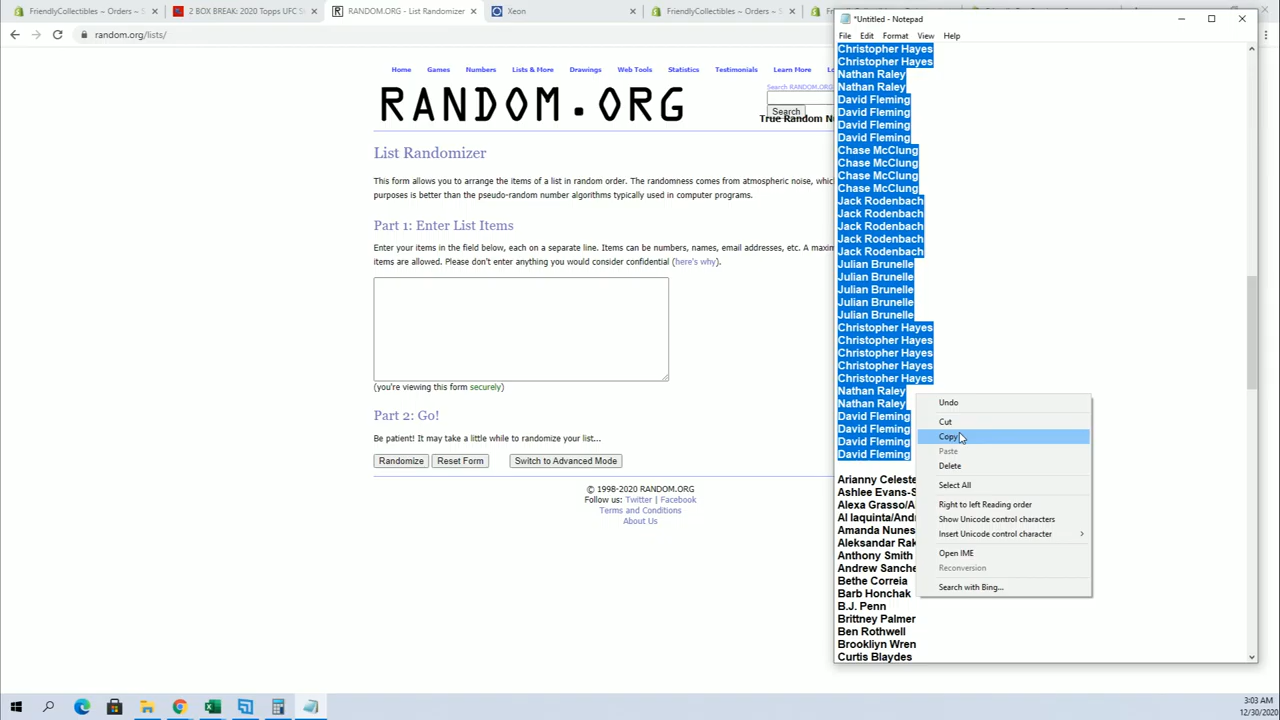 FriendlyCollectibles – Orders – S
2 BOX BREAK: 2020 Topps UFC S
RANDOM.ORG - List Randomizer
Xeon
FriendlyCollectibles ~ Orders ~ S
random.org/lists/
Home Games Numbers Lists & More Drawings Web Tools Statistics Testimonials Learn More
Search RANDOM.ORG
RANDOM.ORG
Search
True Random
List Randomizer
This form allows you to arrange the items of a list in random order. The randomness comes from atmospheric noise, whic
purposes is better than the pseudo-random number algorithms typically used in computer programs.
Part 1: Enter List Items
Enter your items in the field below, each on a separate line. Items can be numbers, names, email addresses, etc. A maxim
items are allowed. Please don't enter anything you would consider confidential (here's why).
(you're viewing this form securely)
Part 2: Go!
Be patient! It may take a little while to randomize your list...
Randomize Reset Form Switch to Advanced Mode
© 1998-2020 RANDOM.ORG
Follow us: Twitter | Facebook
Terms and Conditions
About Us
*Untitled - Notepad
File Edit Format View Help
Christopher Hayes
Christopher Hayes
Nathan Raley
Nathan Raley
David Fleming
David Fleming
David Fleming
David Fleming
Chase McClung
Chase McClung
Chase McClung
Chase McClung
Jack Rodenbach
Jack Rodenbach
Jack Rodenbach
Jack Rodenbach
Jack Rodenbach
Julian Brunelle
Julian Brunelle
Julian Brunelle
Julian Brunelle
Julian Brunelle
Christopher Hayes
Christopher Hayes
Christopher Hayes
Christopher Hayes
Christopher Hayes
Nathan Raley
Nathan Raley
David Fleming
David Fleming
David Fleming
David Fleming
Arianny Celeste
Ashlee Evans-S
Alexa Grasso/A
Al Iaquinta/And
Amanda Nunes
Aleksandar Rak
Anthony Smith
Andrew Sanche
Bethe Correia
Barb Honchak
B.J. Penn
Brittney Palmer
Ben Rothwell
Brooklyn Wren
Curtis Blaydes
Undo
Cut
Copy
Paste
Delete
Select All
Right to left Reading order
Show Unicode control characters
Insert Unicode control character
Open IME
Reconversion
Search with Bing...
3:03 AM
12/30/2020